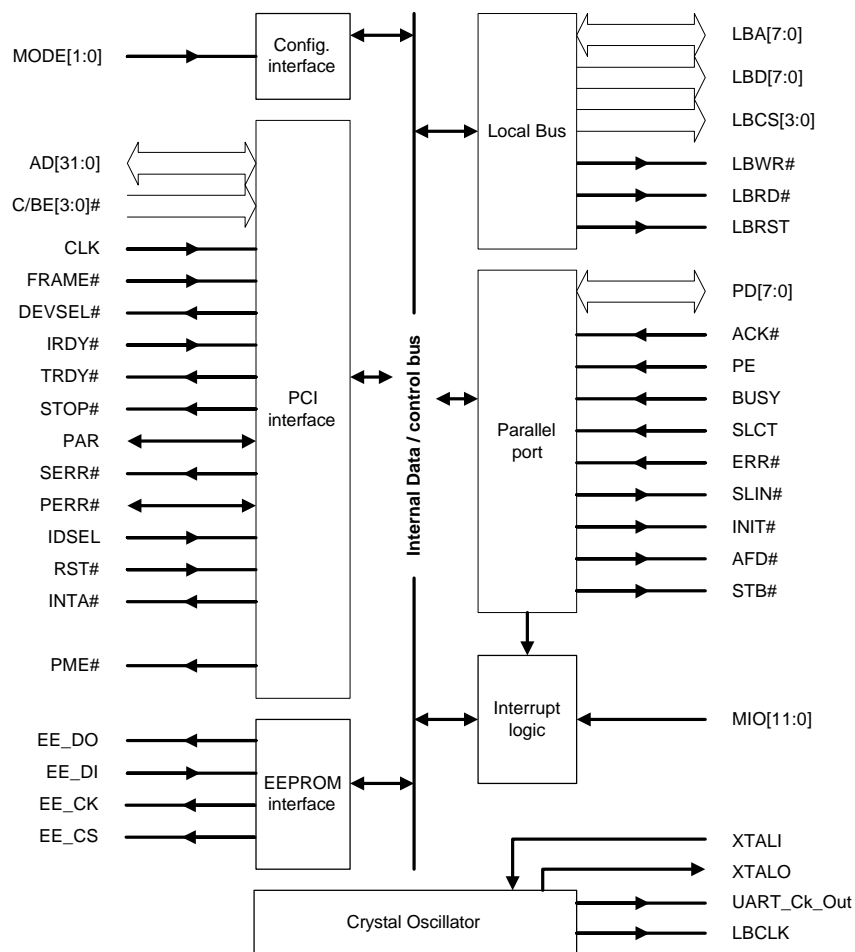 MODE[1:0]
Config.
interface
AD[31:0]
C/BE[3:0]#
CLK
FRAME#
DEVSEL#
IRDY#
TRDY#
STOP#
PAR
SERR#
PERR#
IDSEL
RST#
INTA#
PME#
PCI
interface
EE_DO
EE_DI
EE_CK
EE_CS
EEPROM
interface
Internal Data / control bus
Local Bus
LBA[7:0]
LBD[7:0]
LBCS[3:0]
LBWR#
LBRD#
LBRST
Parallel
port
PD[7:0]
ACK#
PE
BUSY
SLCT
ERR#
SLIN#
INIT#
AFD#
STB#
Interrupt
logic
MIO[11:0]
Crystal Oscillator
XTALI
XTALO
UART_Ck_Out
LBCLK